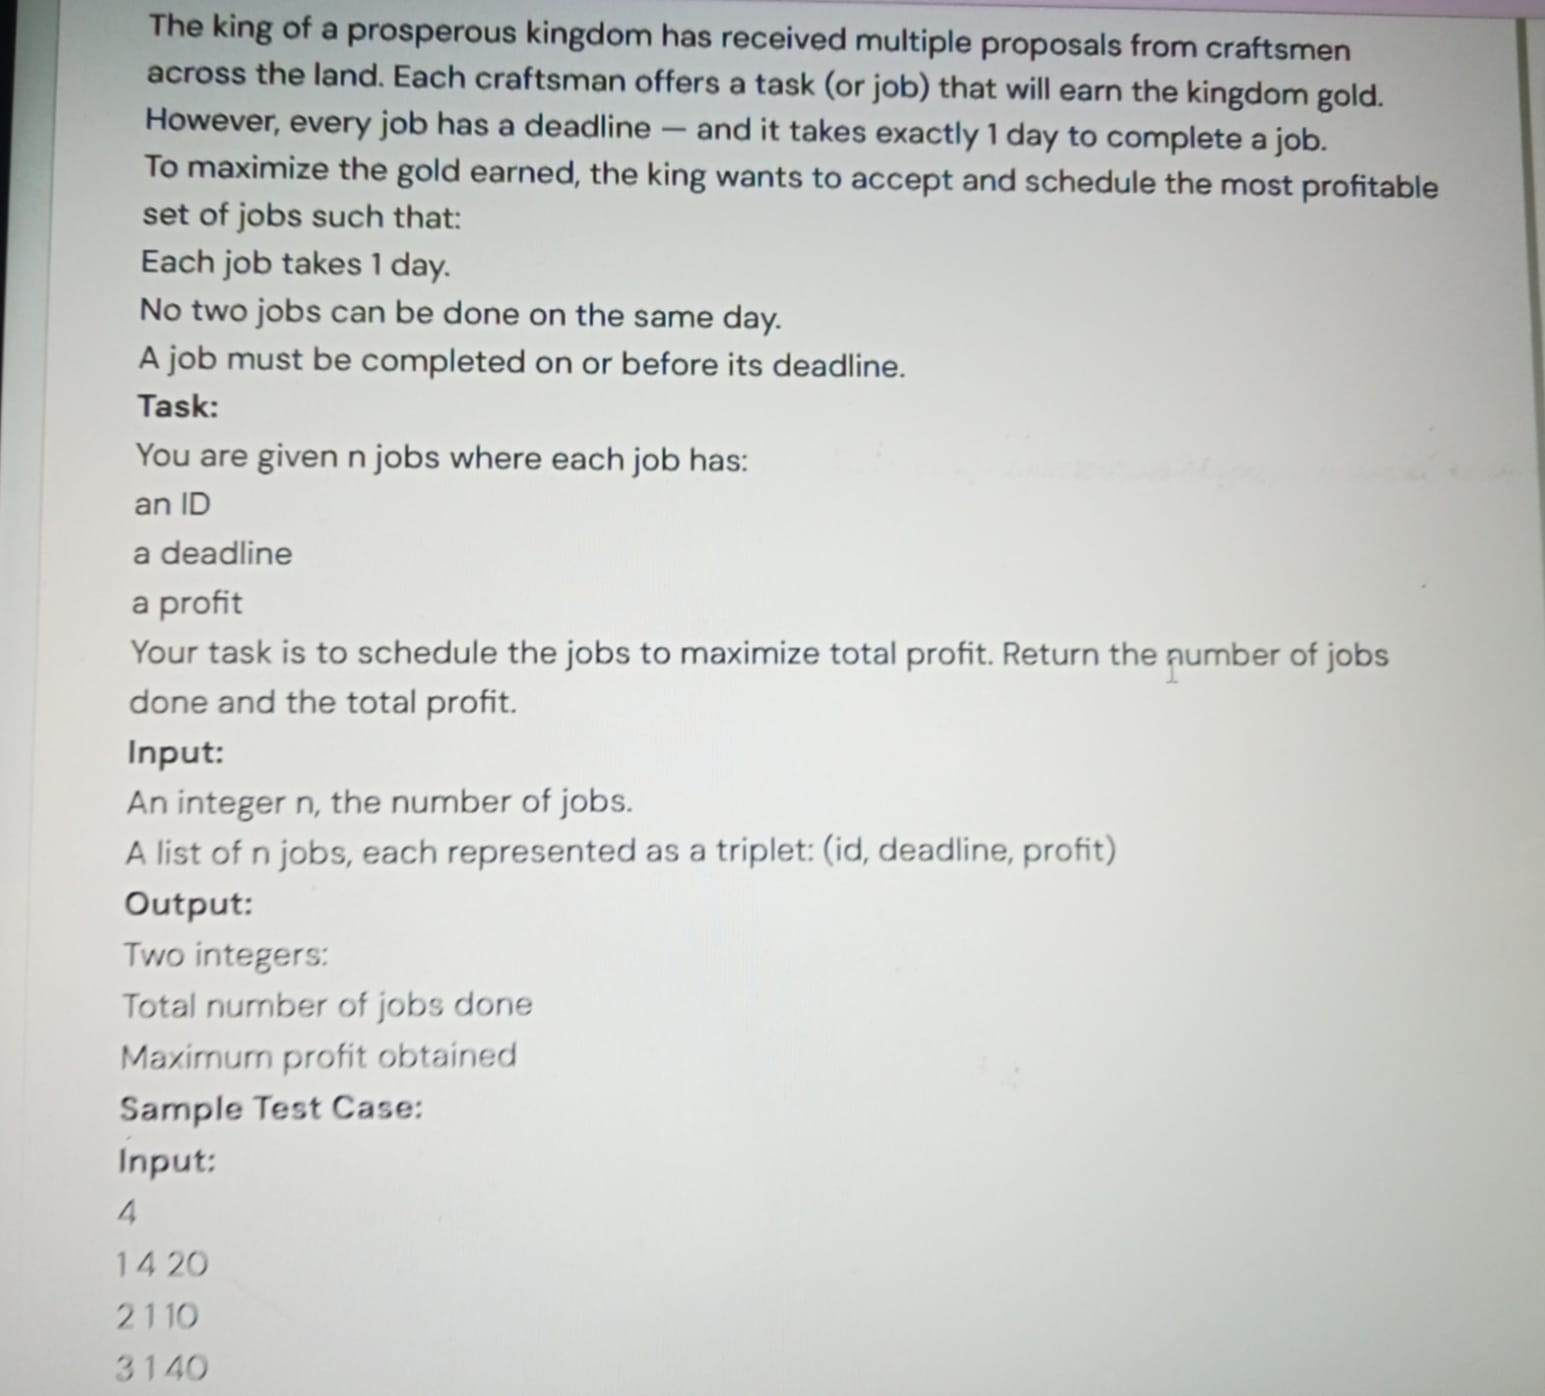 The king of a prosperous kingdom has received multiple proposals from craftsmen
across the land. Each craftsman offers a task (or job) that will earn the kingdom gold.
However, every job has a deadline — and it takes exactly 1 day to complete a job.
To maximize the gold earned, the king wants to accept and schedule the most profitable
set of jobs such that:
Each job takes 1 day.
No two jobs can be done on the same day.
A job must be completed on or before its deadline.
Task:
You are given n jobs where each job has:
an ID
a deadline
a profit
Your task is to schedule the jobs to maximize total profit. Return the number of jobs
done and the total profit.
Input:
An integer n, the number of jobs.
A list of n jobs, each represented as a triplet: (id, deadline, profit)
Output:
Two integers:
Total number of jobs done
Maximum profit obtained
Sample Test Case:
Input:
4
1 4 20
2 1 10
3 1 40